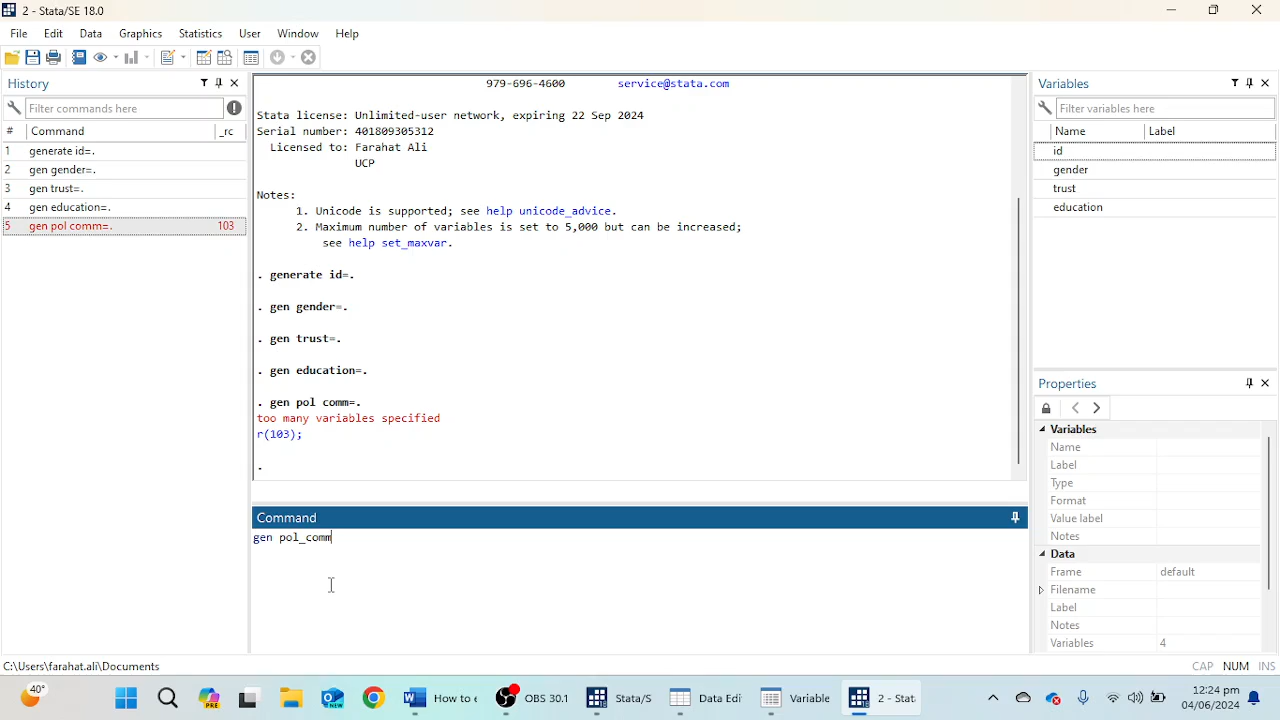 2 - Stata/SE 18.0
File Edit Data Graphics Statistics User Window Help
History
Filter commands here
# Command _rc
1 generate id=.
2 gen gender=.
3 gen trust=.
4 gen education=.
5 gen pol comm=. 103
979-696-4600 service@stata.com
Stata license: Unlimited-user network, expiring 22 Sep 2024
Serial number: 401809305312
Licensed to: Farahat Ali
UCP
Notes:
1. Unicode is supported; see help unicode_advice.
2. Maximum number of variables is set to 5,000 but can be increased;
see help set_maxvar.
. generate id=.
. gen gender=.
. gen trust=.
. gen education=.
. gen pol comm=.
too many variables specified
r(103);
.
Command
gen pol_comm
Variables
Filter variables here
Name Label
id
gender
trust
education
Properties
Variables
Name
Label
Type
Format
Value label
Notes
Data
Frame default
Filename
Label
Notes
Variables 4
C:\Users\farahat.ali\Documents
CAP NUM INS
40°
PRE
NEW
How to
OBS 30.1
Stata/S
Data Edi
Variable
2 - Stat
:24 pm
04/06/2024